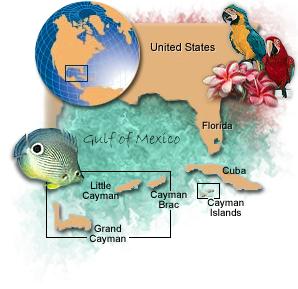 United States
Florida
Gulf of Mexico
Cuba
Little
Cayman
Cayman
Brac
Cayman
Islands
Grand
Cayman